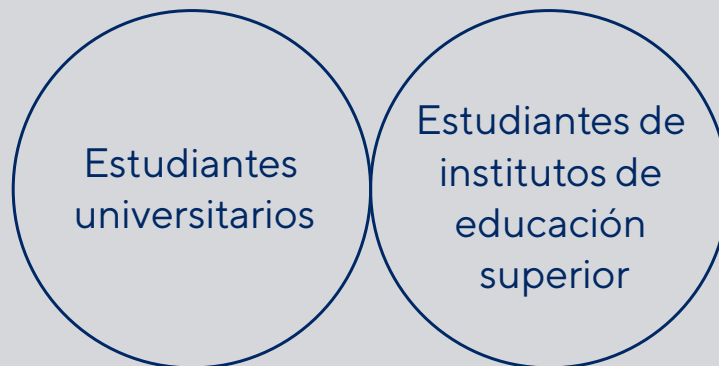 Estudiantes
universitarios
Estudiantes de
institutos de
educación
superior